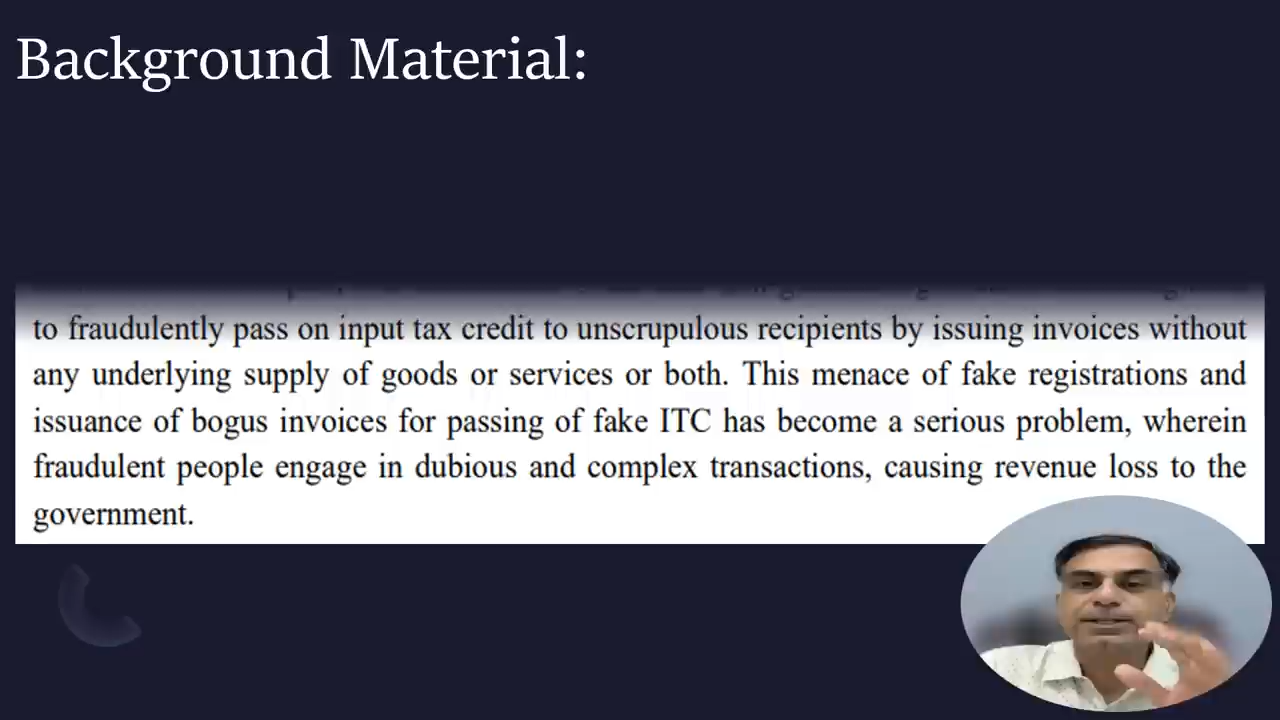 Background Material:
to fraudulently pass on input tax credit to unscrupulous recipients by issuing invoices without
any underlying supply of goods or services or both. This menace of fake registrations and
issuance of bogus invoices for passing of fake ITC has become a serious problem, wherein
fraudulent people engage in dubious and complex transactions, causing revenue loss to the
government.